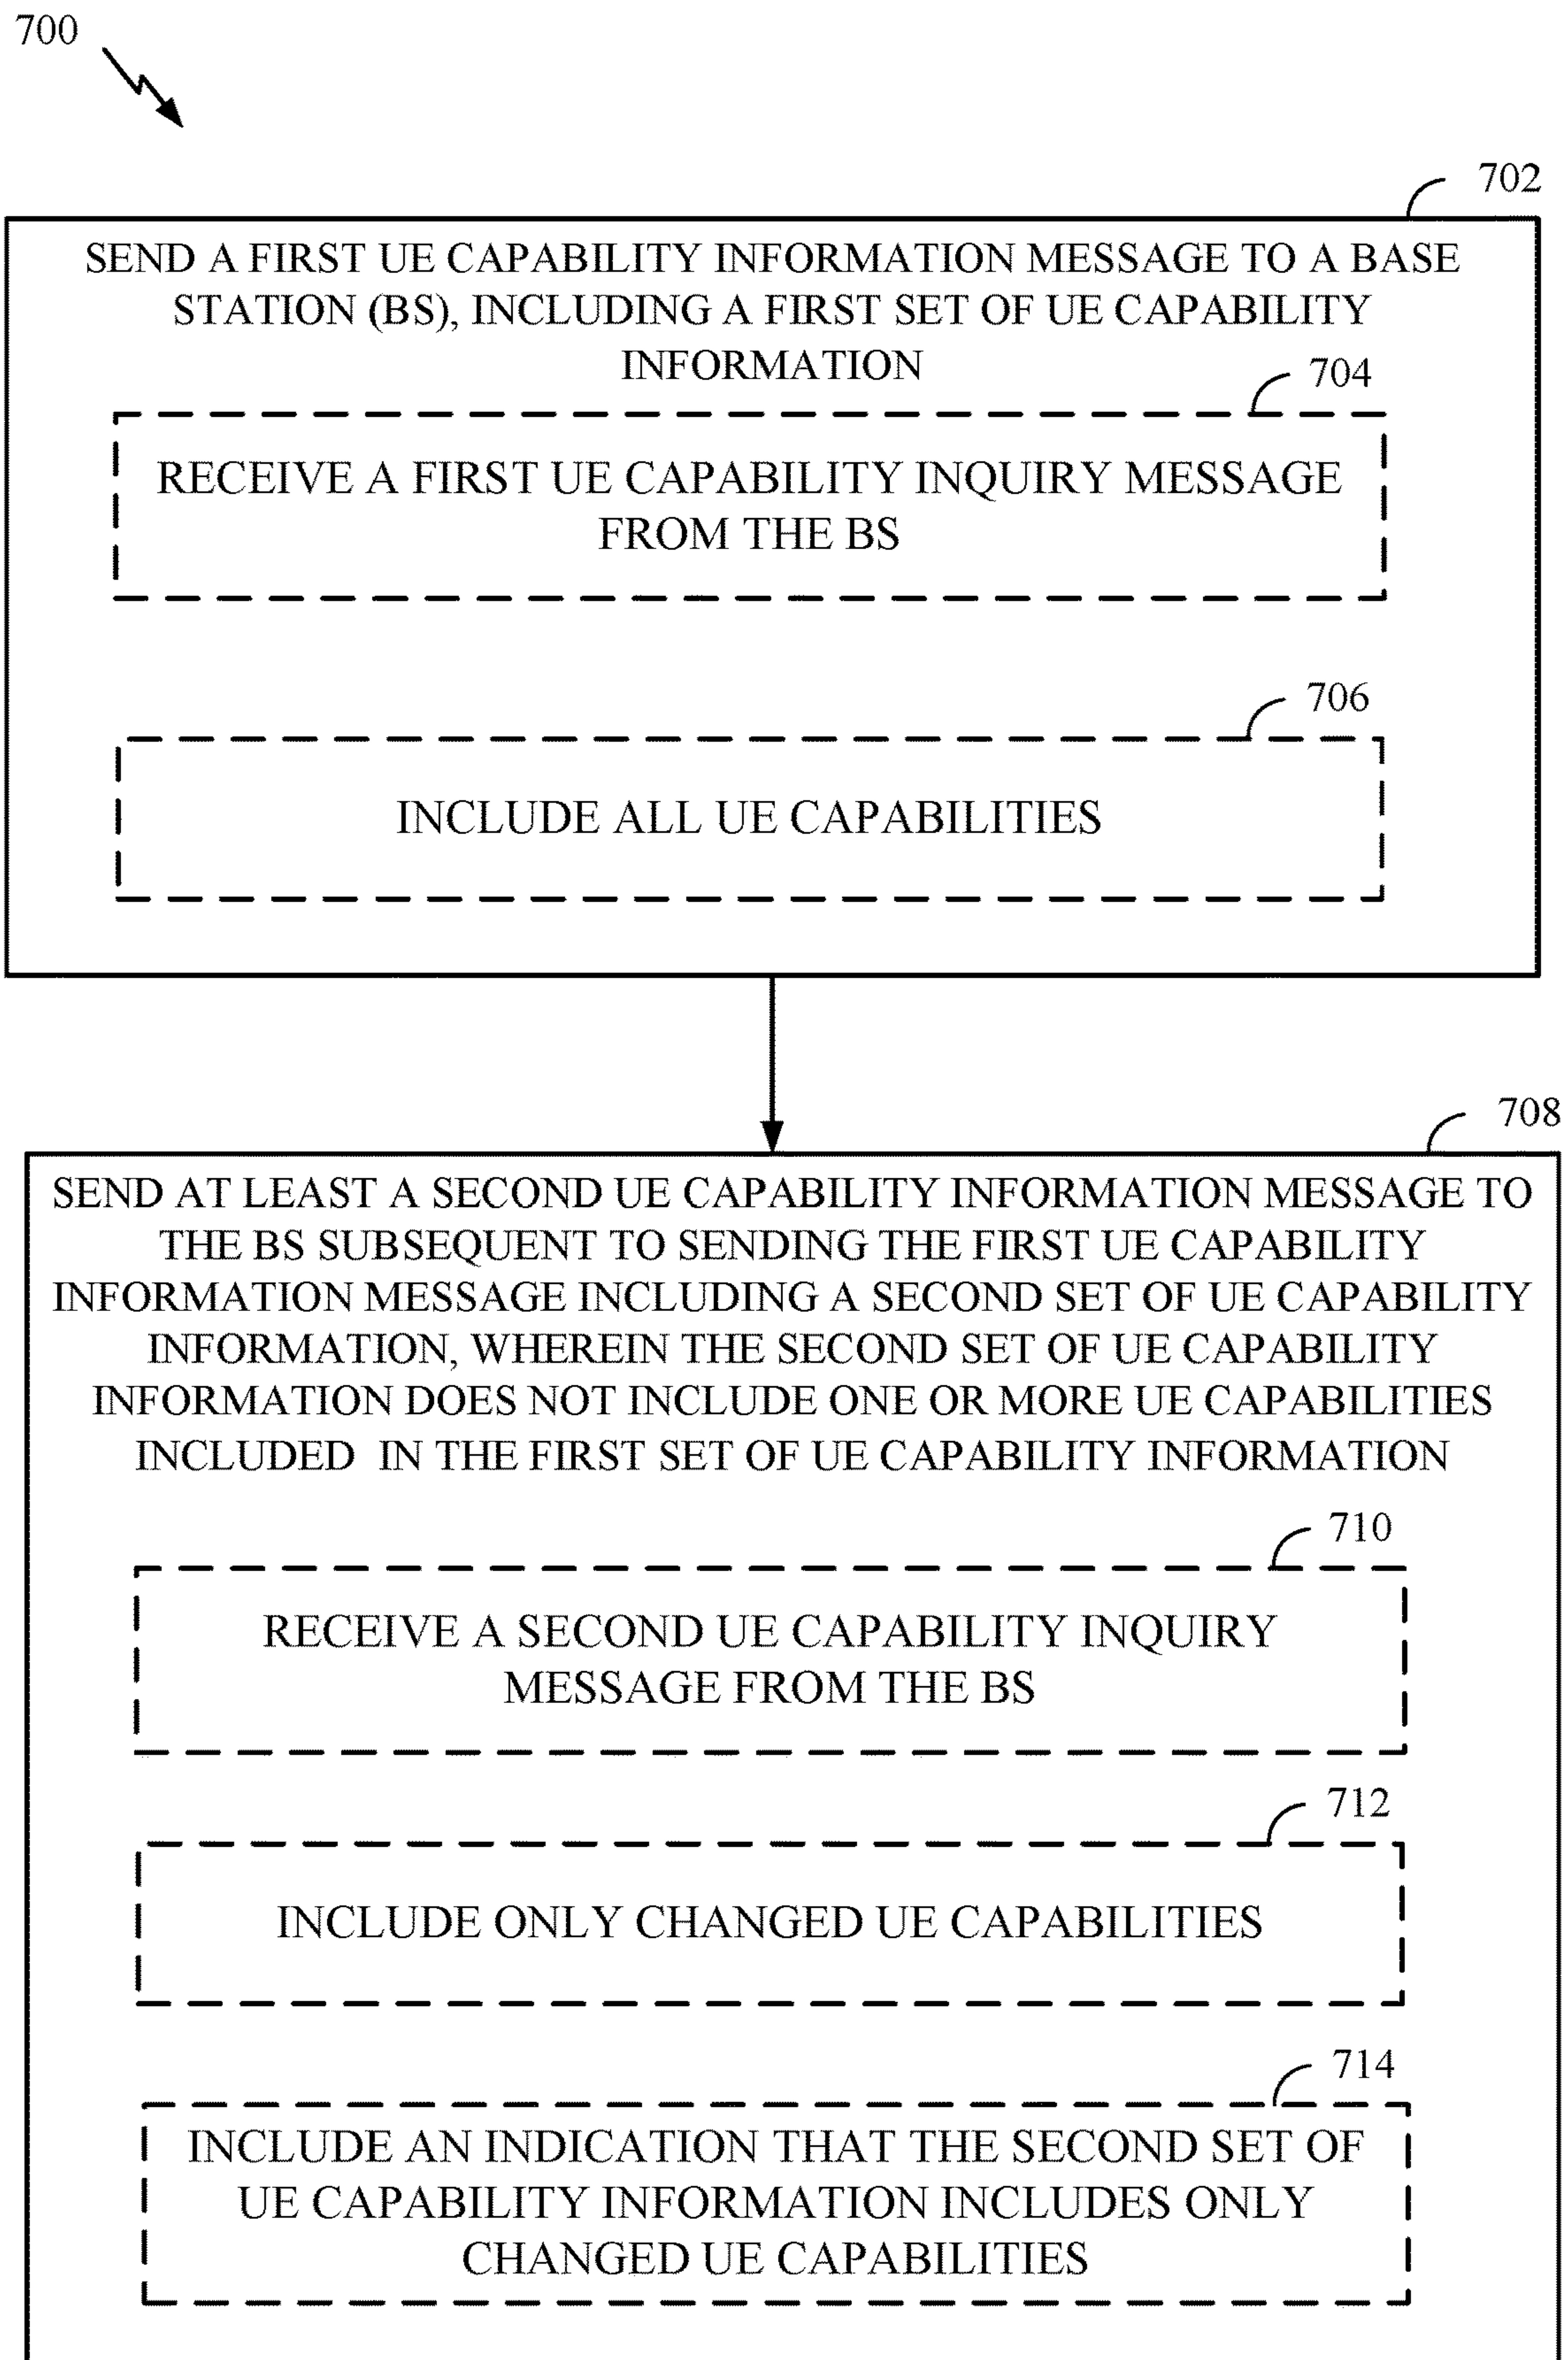 700
702
SEND A FIRST UE CAPABILITY INFORMATION MESSAGE TO A BASE
STATION (BS), INCLUDING A FIRST SET OF UE CAPABILITY
INFORMATION
704
RECEIVE A FIRST UE CAPABILITY INQUIRY MESSAGE
FROM THE BS
706
INCLUDE ALL UE CAPABILITIES
708
SEND AT LEAST A SECOND UE CAPABILITY INFORMATION MESSAGE TO
THE BS SUBSEQUENT TO SENDING THE FIRST UE CAPABILITY
INFORMATION MESSAGE INCLUDING A SECOND SET OF UE CAPABILITY
INFORMATION, WHEREIN THE SECOND SET OF UE CAPABILITY
INFORMATION DOES NOT INCLUDE ONE OR MORE UE CAPABILITIES
INCLUDED IN THE FIRST SET OF UE CAPABILITY INFORMATION
710
RECEIVE A SECOND UE CAPABILITY INQUIRY
MESSAGE FROM THE BS
712
INCLUDE ONLY CHANGED UE CAPABILITIES
714
INCLUDE AN INDICATION THAT THE SECOND SET OF
UE CAPABILITY INFORMATION INCLUDES ONLY
CHANGED UE CAPABILITIES